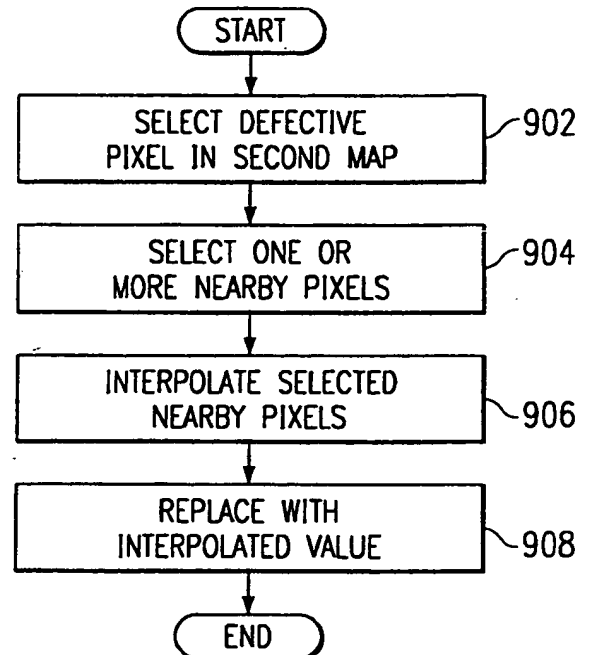 START
SELECT DEFECTIVE
PIXEL IN SECOND MAP
902
SELECT ONE OR
MORE NEARBY PIXELS
904
INTERPOLATE SELECTED
NEARBY PIXELS
906
REPLACE WITH
INTERPOLATED VALUE
908
END